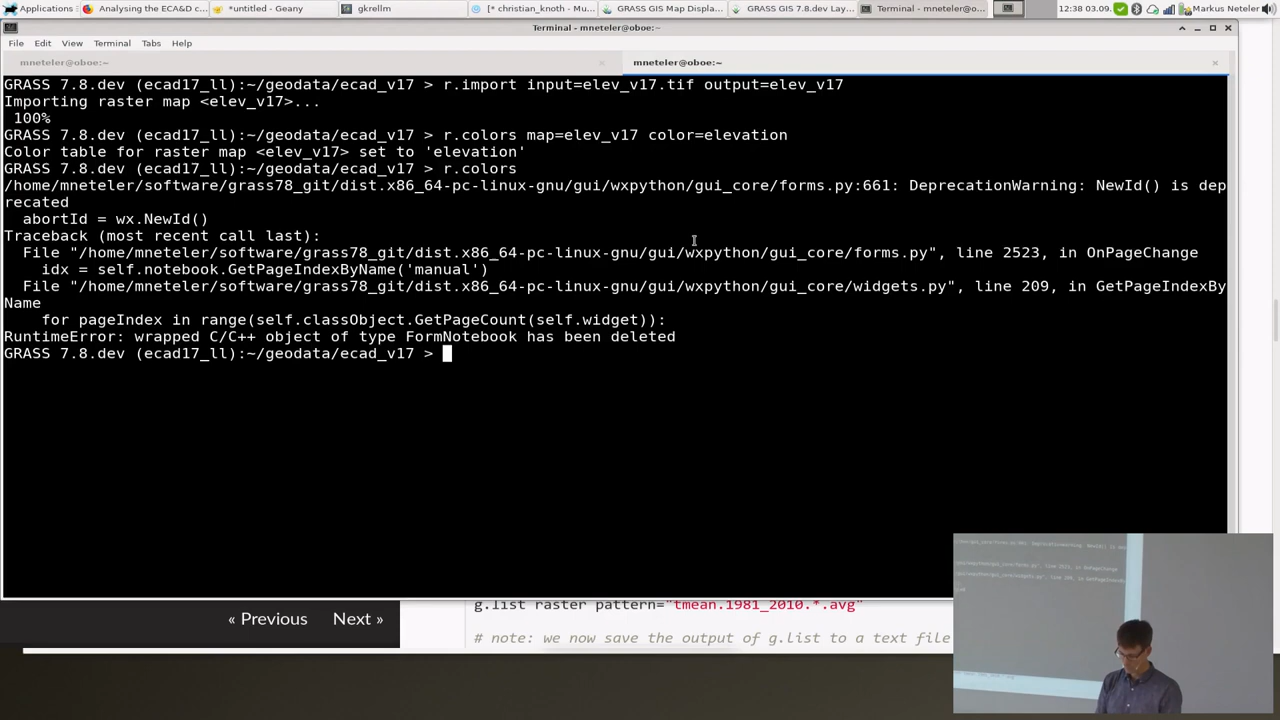 Applications
Analysing the ECA&D c...
*untitled - Geany
gkrellm
[* christian_knoth - Mu...
GRASS GIS Map Displa...
GRASS GIS 7.8.dev Lay...
Terminal - mneteler@o...
12:38 03.09.
Markus Neteler
Terminal - mneteler@oboe:~
File Edit View Terminal Tabs Help
mneteler@oboe:~
mneteler@oboe:~
GRASS 7.8.dev (ecad17_ll):~/geodata/ecad_v17 > r.import input=elev_v17.tif output=elev_v17
Importing raster map <elev_v17>...
100%
GRASS 7.8.dev (ecad17_ll):~/geodata/ecad_v17 > r.colors map=elev_v17 color=elevation
Color table for raster map <elev_v17> set to 'elevation'
GRASS 7.8.dev (ecad17_ll):~/geodata/ecad_v17 > r.colors
/home/mneteler/software/grass78_git/dist.x86_64-pc-linux-gnu/gui/wxpython/gui_core/forms.py:661: DeprecationWarning: NewId() is dep
recated
abortId = wx.NewId()
Traceback (most recent call last):
File "/home/mneteler/software/grass78_git/dist.x86_64-pc-linux-gnu/gui/wxpython/gui_core/forms.py", line 2523, in OnPageChange
idx = self.notebook.GetPageIndexByName('manual')
File "/home/mneteler/software/grass78_git/dist.x86_64-pc-linux-gnu/gui/wxpython/gui_core/widgets.py", line 209, in GetPageIndexBy
Name
for pageIndex in range(self.classObject.GetPageCount(self.widget)):
RuntimeError: wrapped C/C++ object of type FormNotebook has been deleted
GRASS 7.8.dev (ecad17_ll):~/geodata/ecad_v17 >
« Previous Next »
g.list raster pattern="tmean.1981_2010.*.avg"
# note: we now save the output of g.list to a text file